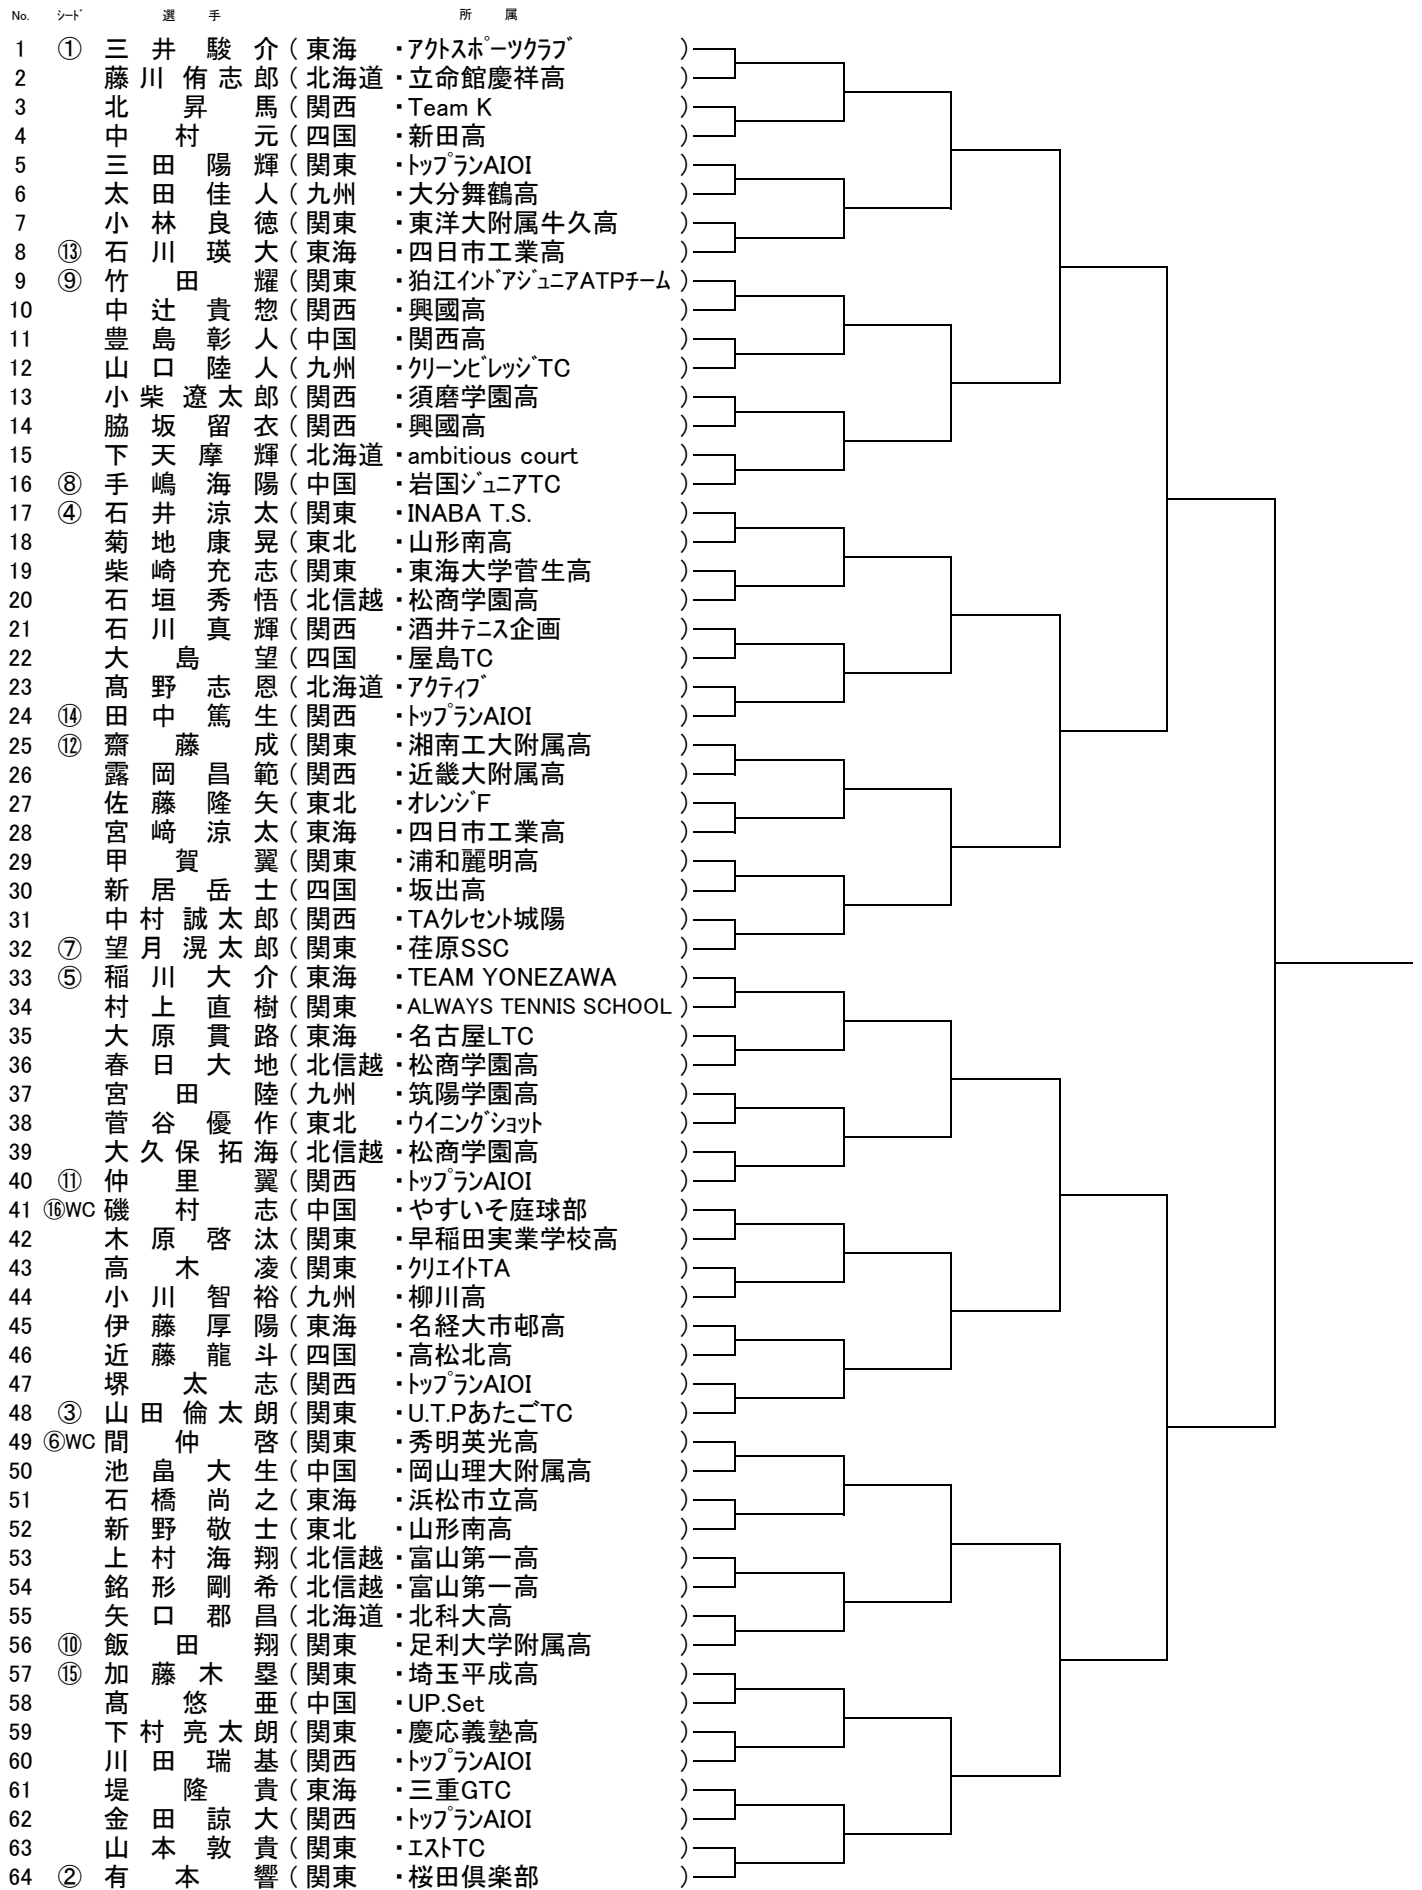 No. シード 選手 所属
1 ① 三井駿介 (東海・アクトスポーツクラブ)
2 藤川侑志郎 (北海道・立命館慶祥高)
3 北昇馬 (関西・Team K)
4 中村元 (四国・新田高)
5 三田陽輝 (関東・トップランAIOI)
6 太田佳人 (九州・大分舞鶴高)
7 小林良徳 (関東・東洋大附属牛久高)
8 ⑬ 石川瑛大 (東海・四日市工業高)
9 ⑨ 竹田耀 (関東・狛江インドアジュニアATPチーム)
10 中辻貴惣 (関西・興國高)
11 豊島彰人 (中国・関西高)
12 山口陸人 (九州・クリーンビレッジTC)
13 小柴遼太郎 (関西・須磨学園高)
14 脇坂留衣 (関西・興國高)
15 下天摩輝 (北海道・ambitious court)
16 ⑧ 手嶋海陽 (中国・岩国ジュニアTC)
17 ④ 石井涼太 (関東・INABA T.S.)
18 菊地康晃 (東北・山形南高)
19 柴崎充志 (関東・東海大学菅生高)
20 石垣秀悟 (北信越・松商学園高)
21 石川真輝 (関西・酒井テニス企画)
22 大島望 (四国・屋島TC)
23 髙野志恩 (北海道・アクティブ)
24 ⑭ 田中篤生 (関西・トップランAIOI)
25 ⑫ 齋藤成 (関東・湘南工大附属高)
26 露岡昌範 (関西・近畿大附属高)
27 佐藤隆矢 (東北・オレンジF)
28 宮﨑涼太 (東海・四日市工業高)
29 甲賀翼 (関東・浦和麗明高)
30 新居岳士 (四国・坂出高)
31 中村誠太郎 (関西・TAクレセント城陽)
32 ⑦ 望月滉太郎 (関東・荏原SSC)
33 ⑤ 稲川大介 (東海・TEAM YONEZAWA)
34 村上直樹 (関東・ALWAYS TENNIS SCHOOL)
35 大原貫路 (東海・名古屋LTC)
36 春日大地 (北信越・松商学園高)
37 宮田陸 (九州・筑陽学園高)
38 菅谷優作 (東北・ウイニングショット)
39 大久保拓海 (北信越・松商学園高)
40 ⑪ 仲里翼 (関西・トップランAIOI)
41 ⑯WC 磯村志 (中国・やすいそ庭球部)
42 木原啓汰 (関東・早稲田実業学校高)
43 高木凌 (関東・クリエイトTA)
44 小川智裕 (九州・柳川高)
45 伊藤厚陽 (東海・名経大市邨高)
46 近藤龍斗 (四国・高松北高)
47 堺太志 (関西・トップランAIOI)
48 ③ 山田倫太朗 (関東・U.T.PあたごTC)
49 ⑥WC 間仲啓 (関東・秀明英光高)
50 池畠大生 (中国・岡山理大附属高)
51 石橋尚之 (東海・浜松市立高)
52 新野敬士 (東北・山形南高)
53 上村海翔 (北信越・富山第一高)
54 銘形剛希 (北信越・富山第一高)
55 矢口郡昌 (北海道・北科大高)
56 ⑩ 飯田翔 (関東・足利大学附属高)
57 ⑮ 加藤木塁 (関東・埼玉平成高)
58 髙悠亜 (中国・UP.Set)
59 下村亮太朗 (関東・慶応義塾高)
60 川田瑞基 (関西・トップランAIOI)
61 堤隆貴 (東海・三重GTC)
62 金田諒大 (関西・トップランAIOI)
63 山本敦貴 (関東・エストTC)
64 ② 有本響 (関東・桜田倶楽部)